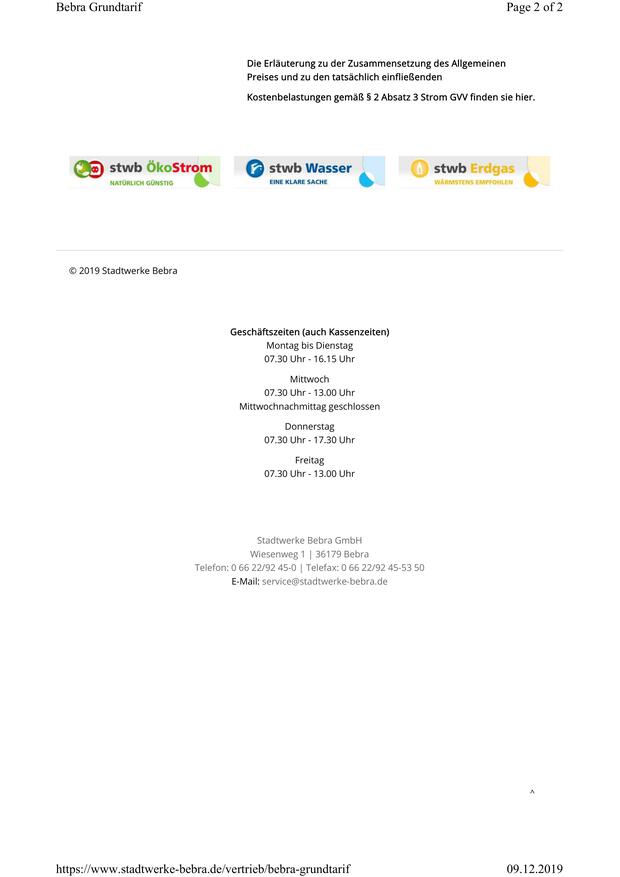 Bebra Grundtarif Page 2 of 2
Die Erläuterung zu der Zusammensetzung des Allgemeinen
Preises und zu den tatsächlich einfließenden
Kostenbelastungen gemäß § 2 Absatz 3 Strom GVV finden sie hier.
stwb ÖkoStrom
NATÜRLICH GÜNSTIG
stwb Wasser
EINE KLARE SACHE
stwb Erdgas
WÄRMSTENS EMPFOHLEN
© 2019 Stadtwerke Bebra
Geschäftszeiten (auch Kassenzeiten)
Montag bis Dienstag
07.30 Uhr - 16.15 Uhr
Mittwoch
07.30 Uhr - 13.00 Uhr
Mittwochnachmittag geschlossen
Donnerstag
07.30 Uhr - 17.30 Uhr
Freitag
07.30 Uhr - 13.00 Uhr
Stadtwerke Bebra GmbH
Wiesenweg 1 | 36179 Bebra
Telefon: 0 66 22/92 45-0 | Telefax: 0 66 22/92 45-53 50
E-Mail: service@stadtwerke-bebra.de
^
https://www.stadtwerke-bebra.de/vertrieb/bebra-grundtarif 09.12.2019